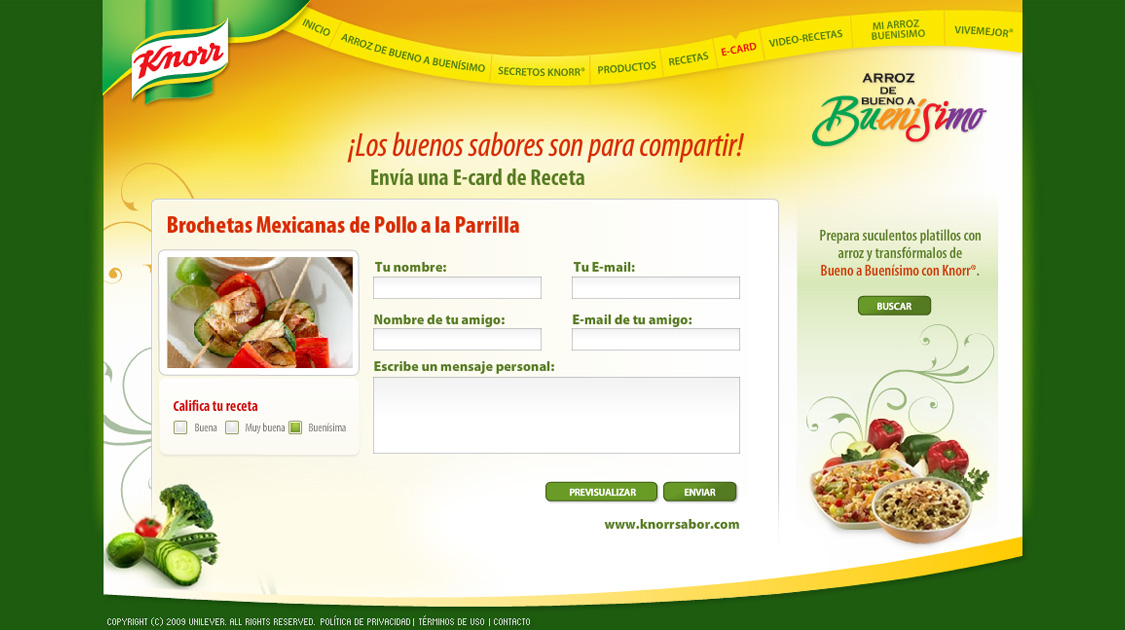 Knorr
INICIO
ARROZ DE BUENO A BUENÍSIMO
SECRETOS KNORR®
PRODUCTOS
RECETAS
E-CARD
VIDEO-RECETAS
MI ARROZ
BUENISIMO
VIVEMEJOR®
ARROZ
DE
BUENO A
Buenísimo
¡Los buenos sabores son para compartir!
Envía una E-card de Receta
Brochetas Mexicanas de Pollo a la Parrilla
Tu nombre:
Tu E-mail:
Nombre de tu amigo:
E-mail de tu amigo:
Escribe un mensaje personal:
Califica tu receta
Buena
Muy buena
Buenísima
PREVISUALIZAR
ENVIAR
www.knorrsabor.com
Prepara suculentos platillos con
arroz y transfórmalos de
Bueno a Buenísimo con Knorr®.
BUSCAR
COPYRIGHT (C) 2009 UNILEVER. ALL RIGHTS RESERVED. POLÍTICA DE PRIVACIDAD | TÉRMINOS DE USO | CONTACTO